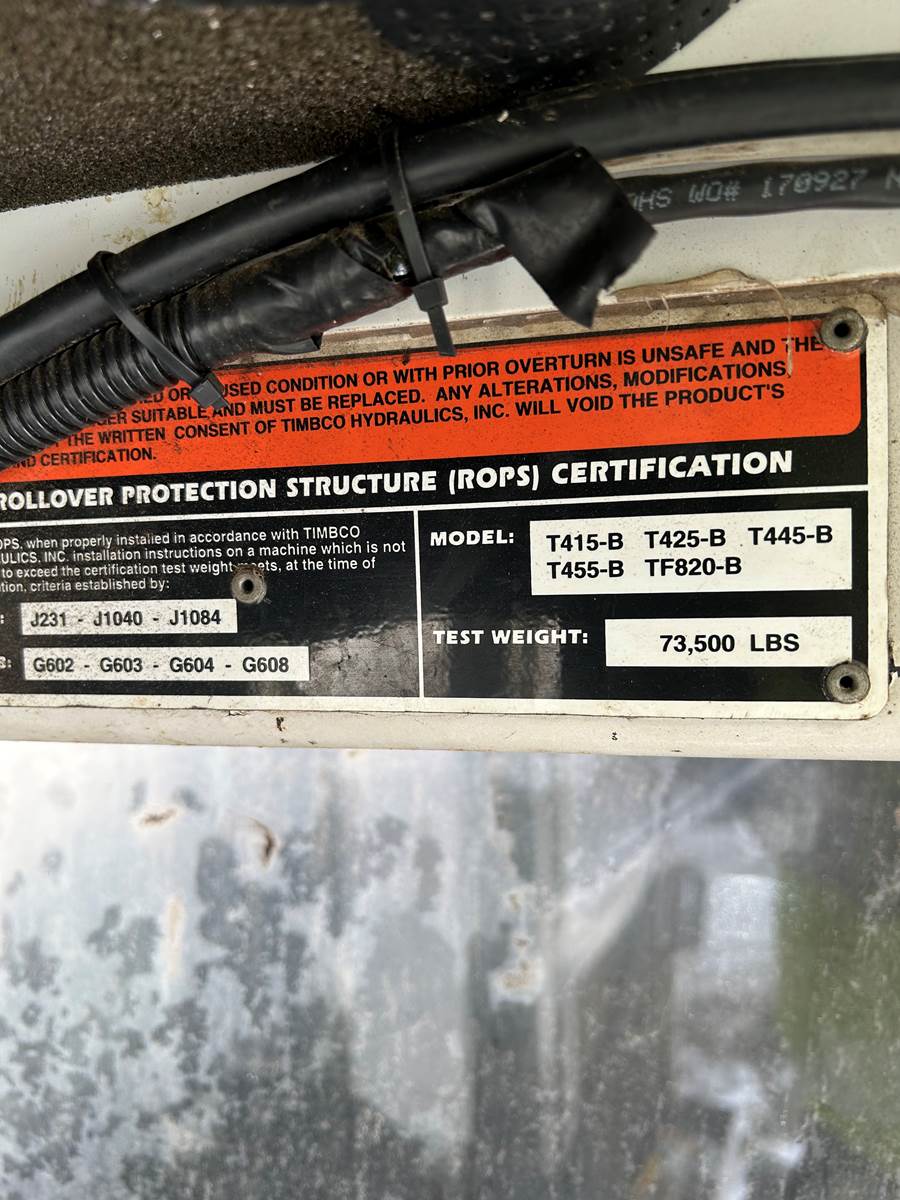 WO# 170927
USED CONDITION OR WITH PRIOR OVERTURN IS UNSAFE AND THE
SUITABLE AND MUST BE REPLACED. ANY ALTERATIONS, MODIFICATIONS,
THE WRITTEN CONSENT OF TIMBCO HYDRAULICS, INC. WILL VOID THE PRODUCT'S
CERTIFICATION.
ROLLOVER PROTECTION STRUCTURE (ROPS) CERTIFICATION
OPS, when properly installed in accordance with TIMBCO
ULICS, INC. installation instructions on a machine which is not
to exceed the certification test weight, at the time of
tion, criteria established by:
J231 - J1040 - J1084
G602 - G603 - G604 - G608
MODEL: T415-B T425-B T445-B
T455-B TF820-B
TEST WEIGHT: 73,500 LBS